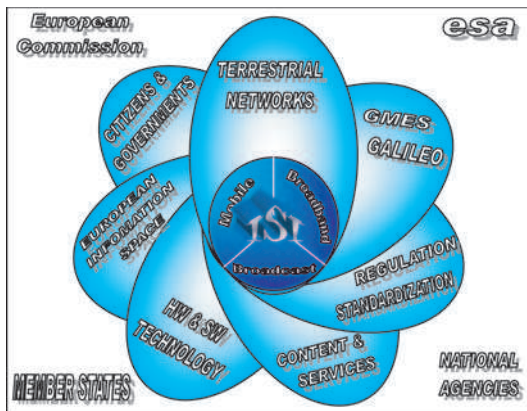 European
Commission
esa
TERRESTRIAL
NETWORKS
CITIZENS &
GOVERNMENTS
GMES
GALILEO
EUROPEAN
INFOMATION
SPACE
Mobile
Broadband
ISI
Broadcast
REGULATION
STANDARDIZATION
HW & SW
TECHNOLOGY
CONTENT &
SERVICES
MEMBER STATES
NATIONAL
AGENCIES